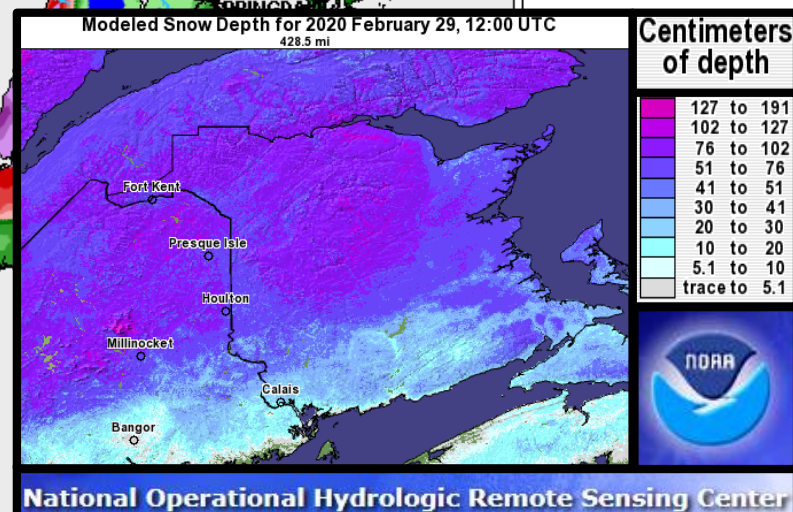 Modeled Snow Depth for 2020 February 29, 12:00 UTC
428.5 mi
Fort Kent
Presque Isle
Houlton
Millinocket
Calais
Bangor
Centimeters
of depth
127 to 191
102 to 127
76 to 102
51 to 76
41 to 51
30 to 41
20 to 30
10 to 20
5.1 to 10
trace to 5.1
NOAA
National Operational Hydrologic Remote Sensing Center